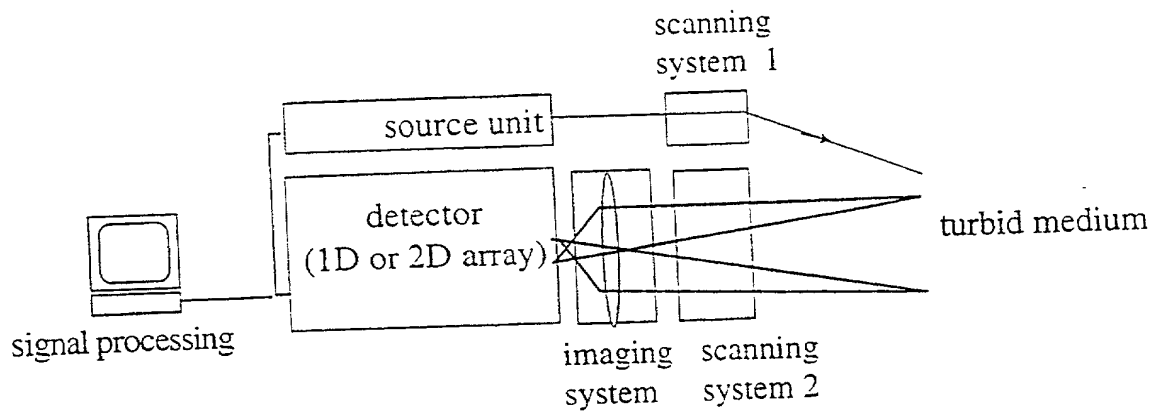 scanning
system 1
source unit
detector
(1D or 2D array)
turbid medium
signal processing
imaging
system
scanning
system 2